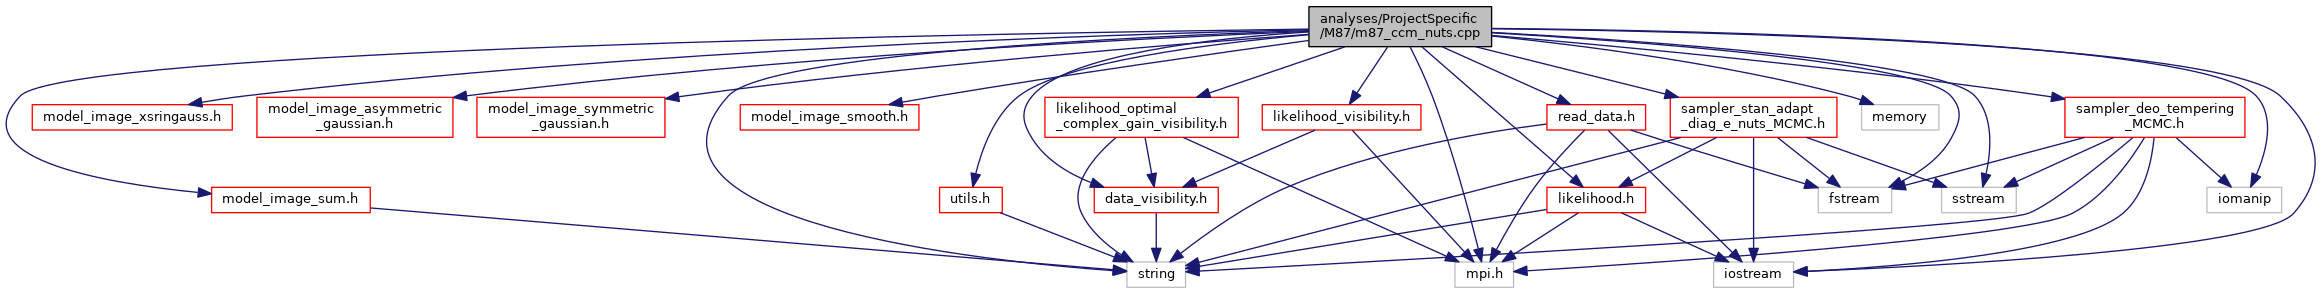 analyses/ProjectSpecific
/M87/m87_ccm_nuts.cpp
model_image_xsringauss.h
model_image_asymmetric
_gaussian.h
model_image_symmetric
_gaussian.h
model_image_smooth.h
likelihood_optimal
_complex_gain_visibility.h
likelihood_visibility.h
read_data.h
sampler_stan_adapt
_diag_e_nuts_MCMC.h
memory
sampler_deo_tempering
_MCMC.h
model_image_sum.h
utils.h
data_visibility.h
likelihood.h
fstream
sstream
iomanip
string
mpi.h
iostream